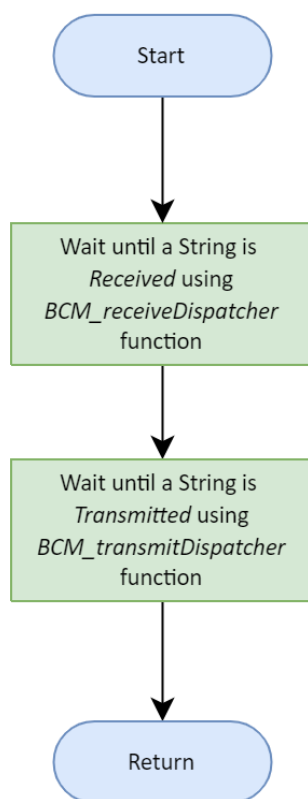 Start
Wait until a String is
Received using
BCM_receiveDispatcher
function
Wait until a String is
Transmitted using
BCM_transmitDispatcher
function
Return